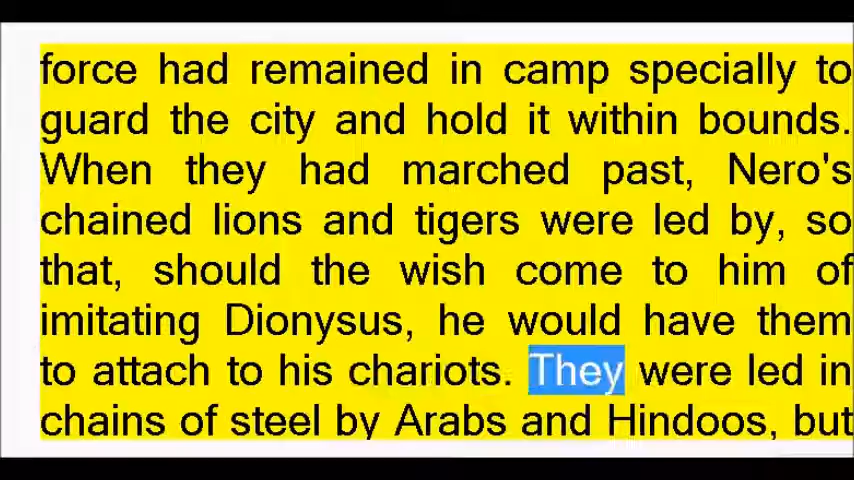 force had remained in camp specially to
guard the city and hold it within bounds.
When they had marched past, Nero's
chained lions and tigers were led by, so
that, should the wish come to him of
imitating Dionysus, he would have them
to attach to his chariots. They were led in
chains of steel by Arabs and Hindoos, but